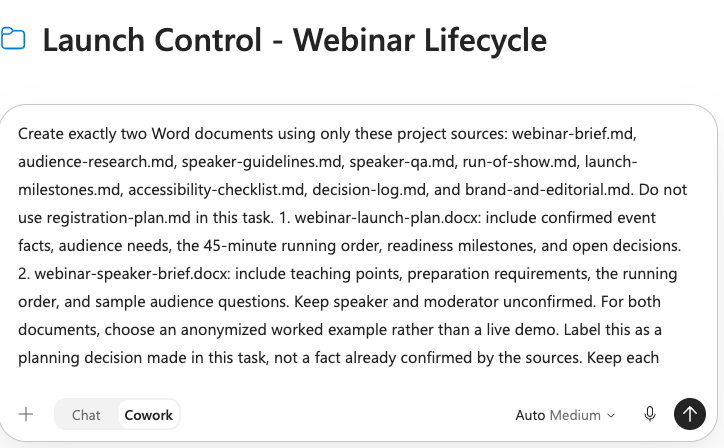 Launch Control - Webinar Lifecycle
Create exactly two Word documents using only these project sources: webinar-brief.md,
audience-research.md, speaker-guidelines.md, speaker-qa.md, run-of-show.md, launch-
milestones.md, accessibility-checklist.md, decision-log.md, and brand-and-editorial.md. Do not
use registration-plan.md in this task. 1. webinar-launch-plan.docx: include confirmed event
facts, audience needs, the 45-minute running order, readiness milestones, and open decisions.
2. webinar-speaker-brief.docx: include teaching points, preparation requirements, the running
order, and sample audience questions. Keep speaker and moderator unconfirmed. For both
documents, choose an anonymized worked example rather than a live demo. Label this as a
planning decision made in this task, not a fact already confirmed by the sources. Keep each
Chat Cowork Auto Medium